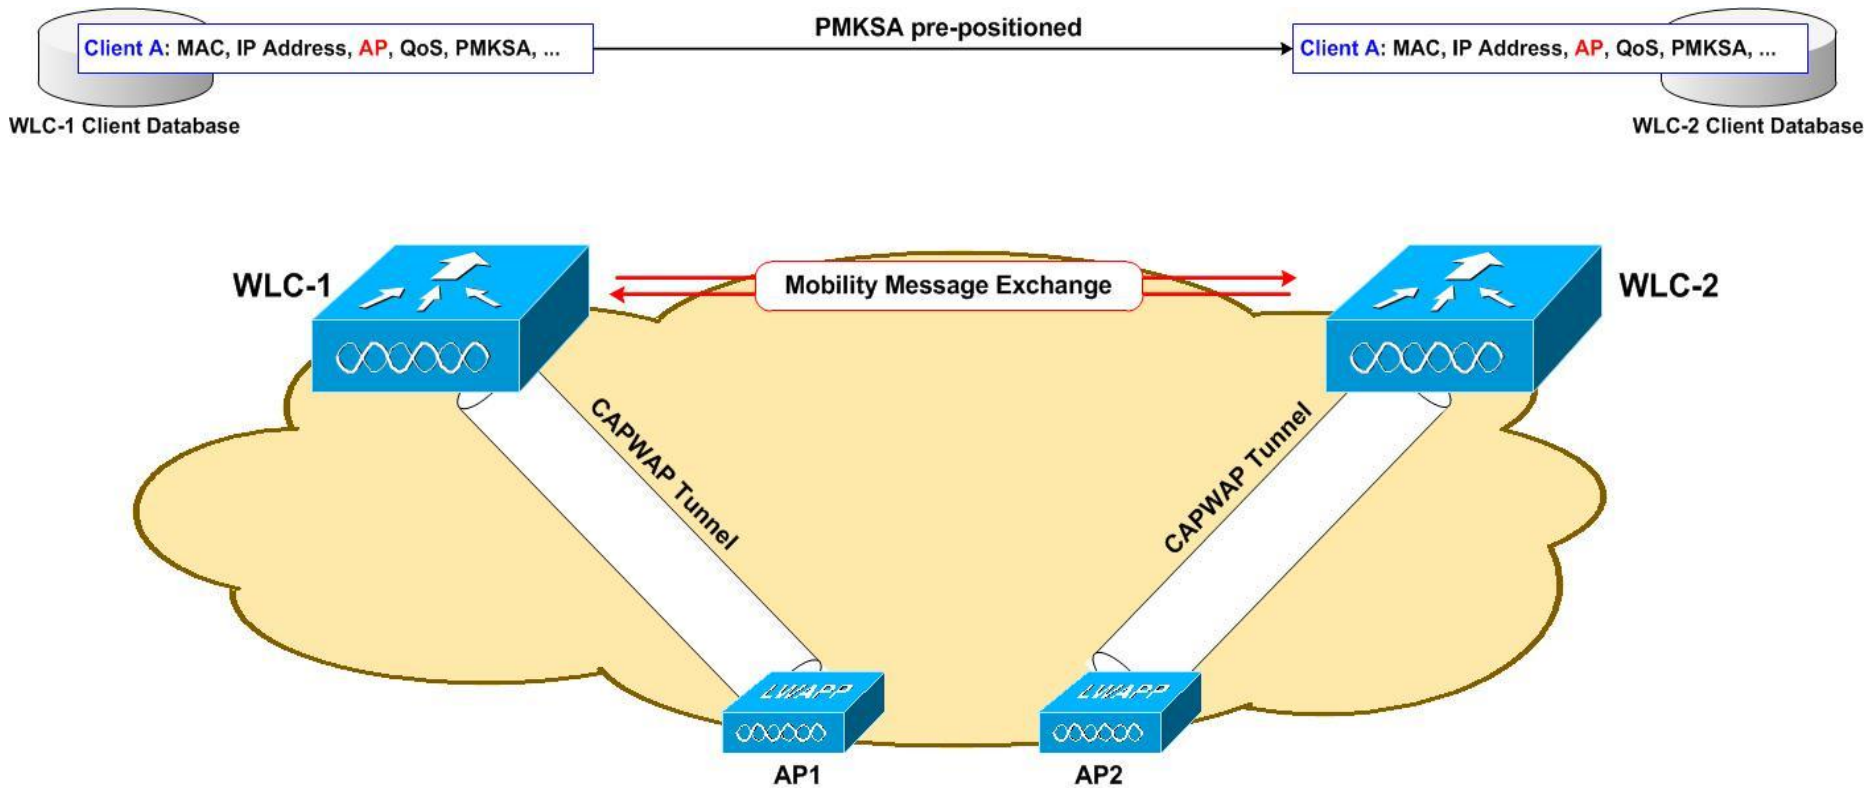 PMKSA pre-positioned
Client A: MAC, IP Address, AP, QoS, PMKSA, ...
Client A: MAC, IP Address, AP, QoS, PMKSA, ...
WLC-1 Client Database
WLC-2 Client Database
WLC-1
Mobility Message Exchange
WLC-2
CAPWAP Tunnel
CAPWAP Tunnel
LWAPP
LWAPP
AP1
AP2